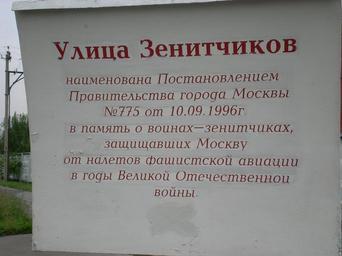 Улица Зенитчиков
наименована Постановлением
Правительства города Москвы
№775 от 10.09.1996г
в память о воинах-зенитчиках,
защищавших Москву
от налетов фашистской авиации
в годы Великой Отечественной
войны.